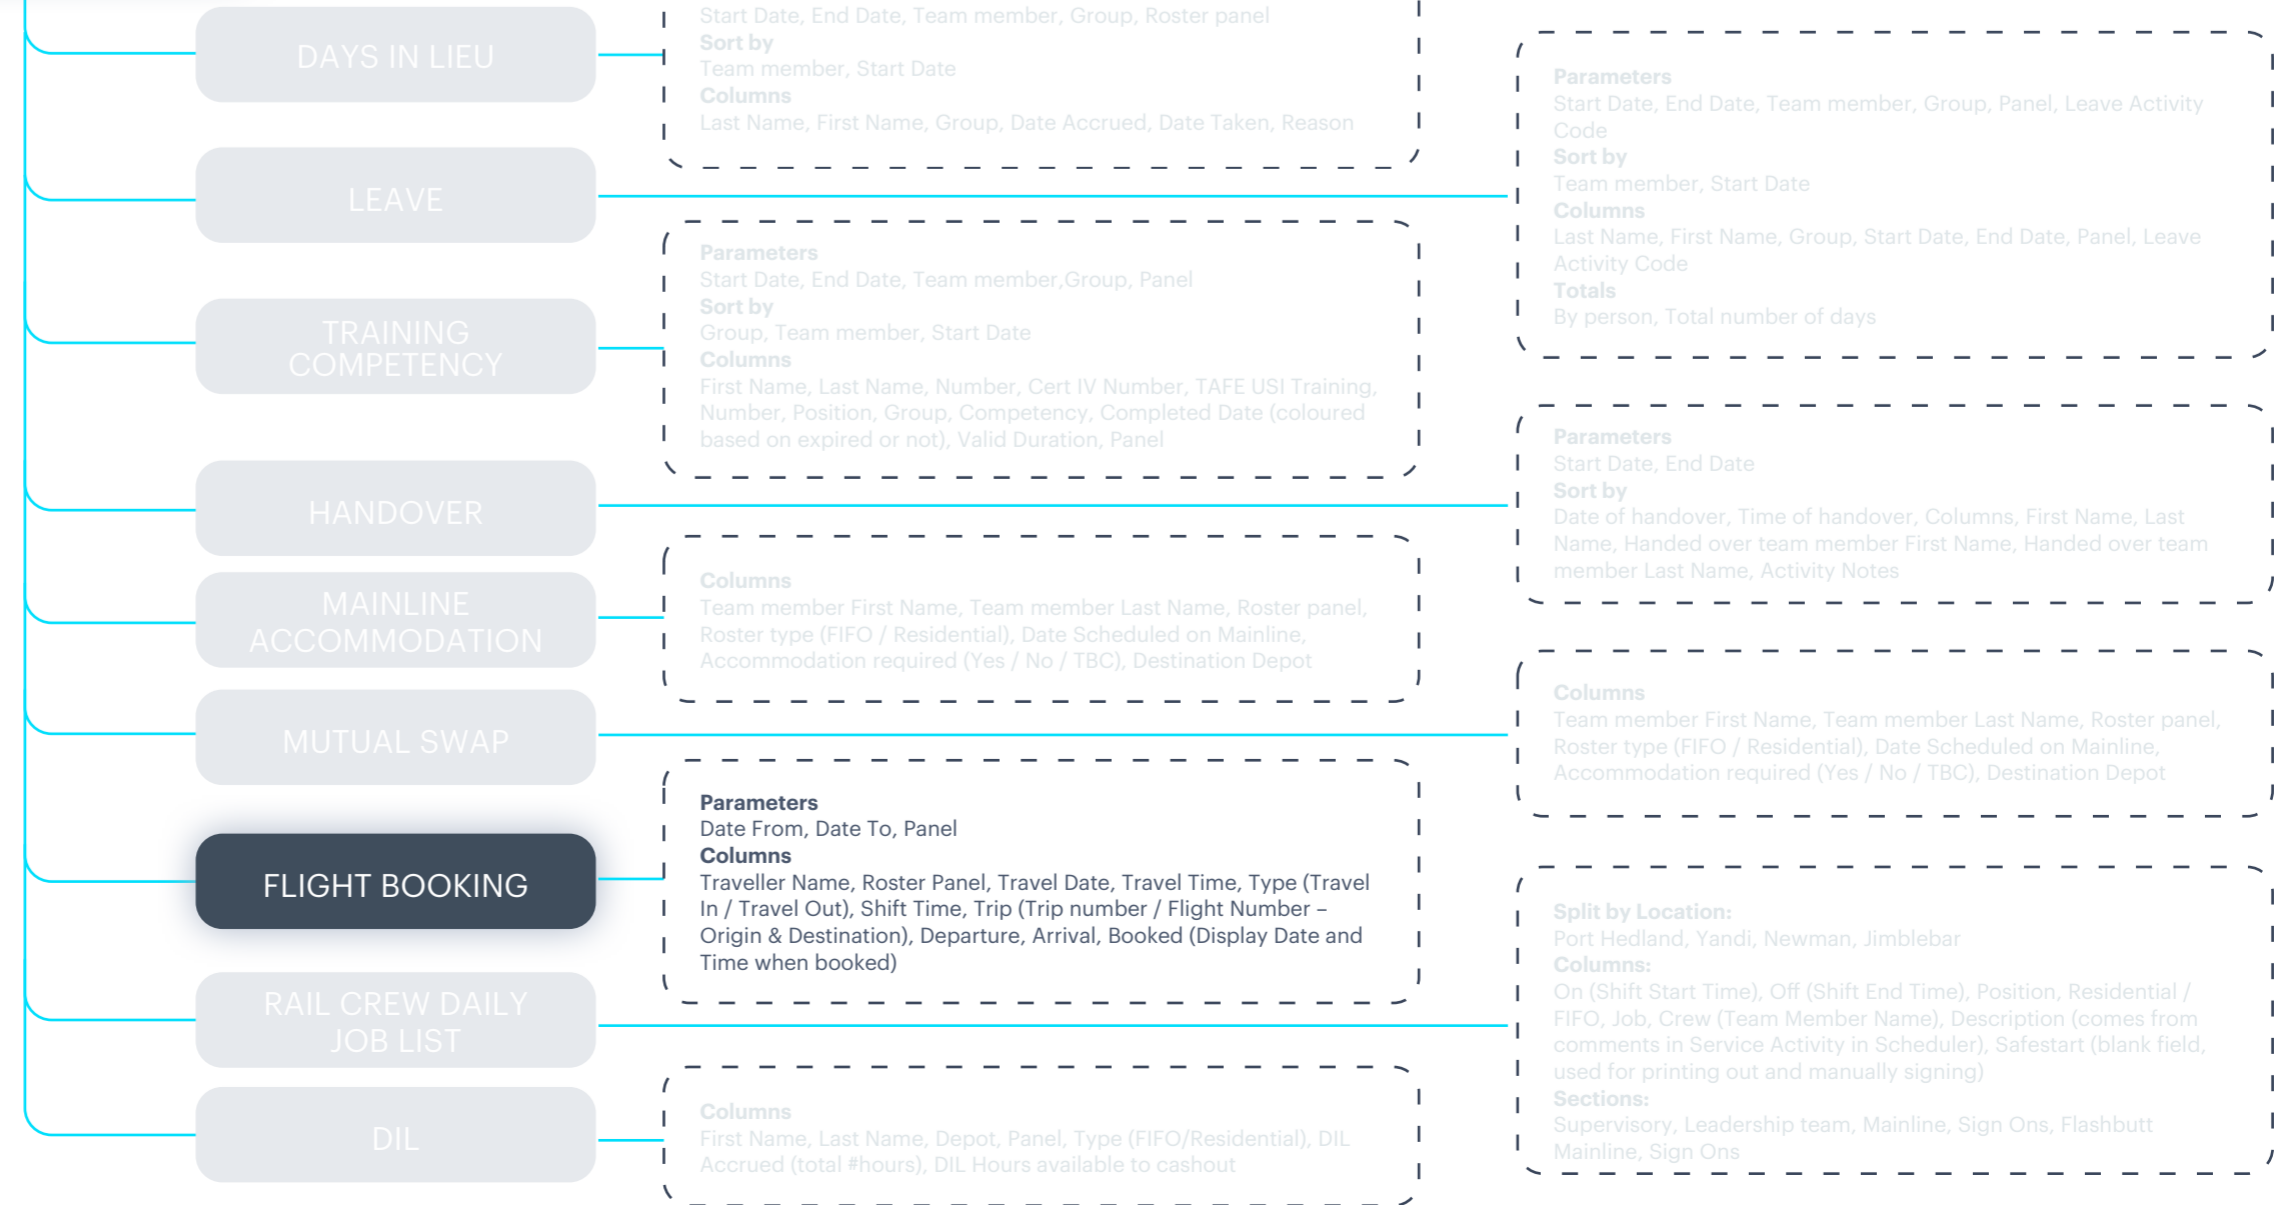 DAYS IN LIEU
Start Date, End Date, Team member, Group, Roster panel
Sort by
Team member, Start Date
Columns
Last Name, First Name, Group, Date Accrued, Date Taken, Reason
LEAVE
Parameters
Start Date, End Date, Team member, Group, Panel, Leave Activity
Code
Sort by
Team member, Start Date
Columns
Last Name, First Name, Group, Start Date, End Date, Panel, Leave
Activity Code
Totals
By person, Total number of days
TRAINING
COMPETENCY
Parameters
Start Date, End Date, Team member,Group, Panel
Sort by
Group, Team member, Start Date
Columns
First Name, Last Name, Number, Cert IV Number, TAFE USI Training,
Number, Position, Group, Competency, Completed Date (coloured
based on expired or not), Valid Duration, Panel
HANDOVER
Parameters
Start Date, End Date
Sort by
Date of handover, Time of handover, Columns, First Name, Last
Name, Handed over team member First Name, Handed over team
member Last Name, Activity Notes
MAINLINE
ACCOMMODATION
Columns
Team member First Name, Team member Last Name, Roster panel,
Roster type (FIFO / Residential), Date Scheduled on Mainline,
Accommodation required (Yes / No / TBC), Destination Depot
MUTUAL SWAP
Columns
Team member First Name, Team member Last Name, Roster panel,
Roster type (FIFO / Residential), Date Scheduled on Mainline,
Accommodation required (Yes / No / TBC), Destination Depot
FLIGHT BOOKING
Parameters
Date From, Date To, Panel
Columns
Traveller Name, Roster Panel, Travel Date, Travel Time, Type (Travel
In / Travel Out), Shift Time, Trip (Trip number / Flight Number –
Origin & Destination), Departure, Arrival, Booked (Display Date and
Time when booked)
RAIL CREW DAILY
JOB LIST
Split by Location:
Port Hedland, Yandi, Newman, Jimblebar
Columns:
On (Shift Start Time), Off (Shift End Time), Position, Residential /
FIFO, Job, Crew (Team Member Name), Description (comes from
comments in Service Activity in Scheduler), Safestart (blank field,
used for printing out and manually signing)
Sections:
Supervisory, Leadership team, Mainline, Sign Ons, Flashbutt
Mainline, Sign Ons
DIL
Columns
First Name, Last Name, Depot, Panel, Type (FIFO/Residential), DIL
Accrued (total #hours), DIL Hours available to cashout